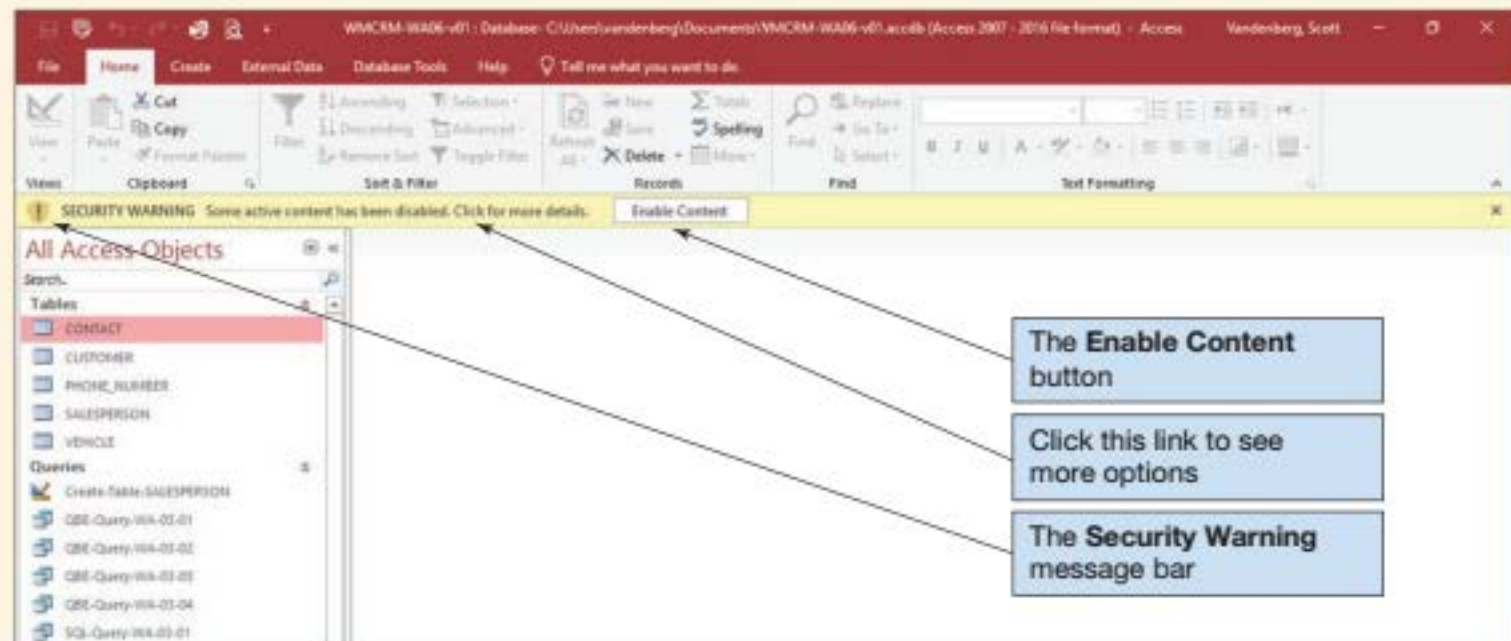 WMCRM-WA06-v01 : Database- C:\Users\vandenberg\Documents\WMCRM-WA06-v01.accdb (Access 2007 - 2016 file format) - Access Vandenberg, Scott
File Home Create External Data Database Tools Help Tell me what you want to do
View Paste Cut Copy Format Painter
Filter Ascending Descending Remove Sort Selection Advanced Toggle Filter
Refresh All New Save Delete Totals Spelling More
Find Replace Go To Select
B I U A
Views Clipboard Sort & Filter Records Find Text Formatting
SECURITY WARNING Some active content has been disabled. Click for more details. Enable Content
All Access Objects
Search..
Tables
CONTACT
CUSTOMER
PHONE_NUMBER
SALESPERSON
VEHICLE
Queries
Create-Table-SALESPERSON
QBE-Query-WA-03-01
QBE-Query-WA-03-02
QBE-Query-WA-03-03
QBE-Query-WA-03-04
SQL-Query-WA-03-01
The Enable Content
button
Click this link to see
more options
The Security Warning
message bar